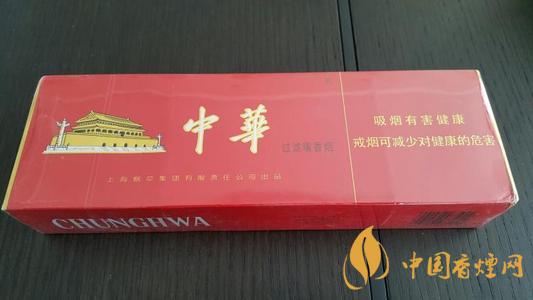 中華
过滤嘴香烟
吸烟有害健康
戒烟可减少对健康的危害
上海烟草集团有限责任公司出品
CHUNGHWA
中国香煙网